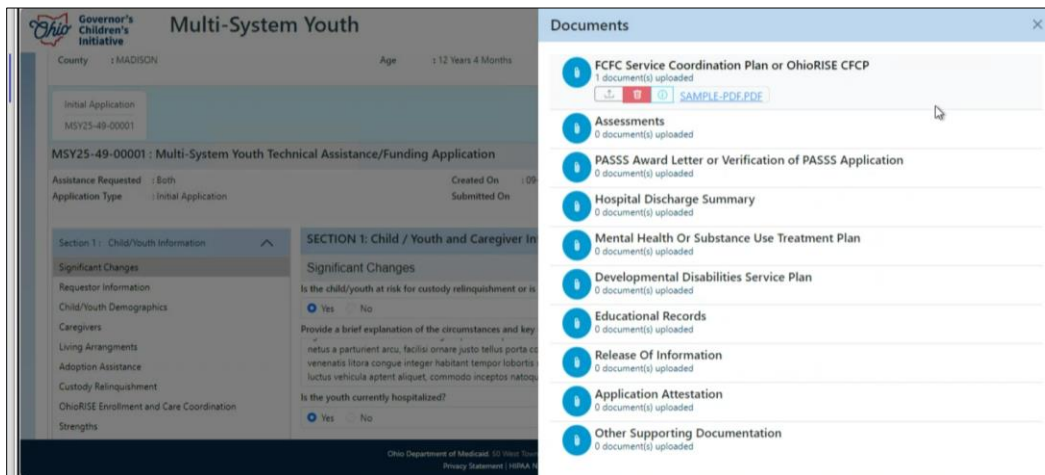 Ohio Governor's
Children's
Initiative
Multi-System Youth
County : MADISON Age : 12 Years 4 Months
Initial Application
MSY25-49-00001
MSY25-49-00001 : Multi-System Youth Technical Assistance/Funding Application
Assistance Requested : Both Created On : 09-
Application Type : Initial Application Submitted On
Section 1 : Child/Youth Information
Significant Changes
Requestor Information
Child/Youth Demographics
Caregivers
Living Arrangments
Adoption Assistance
Custody Relinquishment
OhioRISE Enrollment and Care Coordination
Strengths
SECTION 1: Child / Youth and Caregiver In
Significant Changes
Is the child/youth at risk for custody relinquishment or is
Yes No
Provide a brief explanation of the circumstances and key
netus a parturient arcu, facilisi ornare justo tellus porta co
venenatis litora congue integer habitant tempor lobortis
luctus vehicula aptent aliquet, commodo inceptos natoqu
Is the youth currently hospitalized?
Yes No
Ohio Department of Medicaid 50 West Town
Privacy Statement | HIPAA N
Documents
FCFC Service Coordination Plan or OhioRISE CFCP
1 document(s) uploaded
SAMPLE-PDF.PDF
Assessments
0 document(s) uploaded
PASSS Award Letter or Verification of PASSS Application
0 document(s) uploaded
Hospital Discharge Summary
0 document(s) uploaded
Mental Health Or Substance Use Treatment Plan
0 document(s) uploaded
Developmental Disabilities Service Plan
0 document(s) uploaded
Educational Records
0 document(s) uploaded
Release Of Information
0 document(s) uploaded
Application Attestation
0 document(s) uploaded
Other Supporting Documentation
0 document(s) uploaded